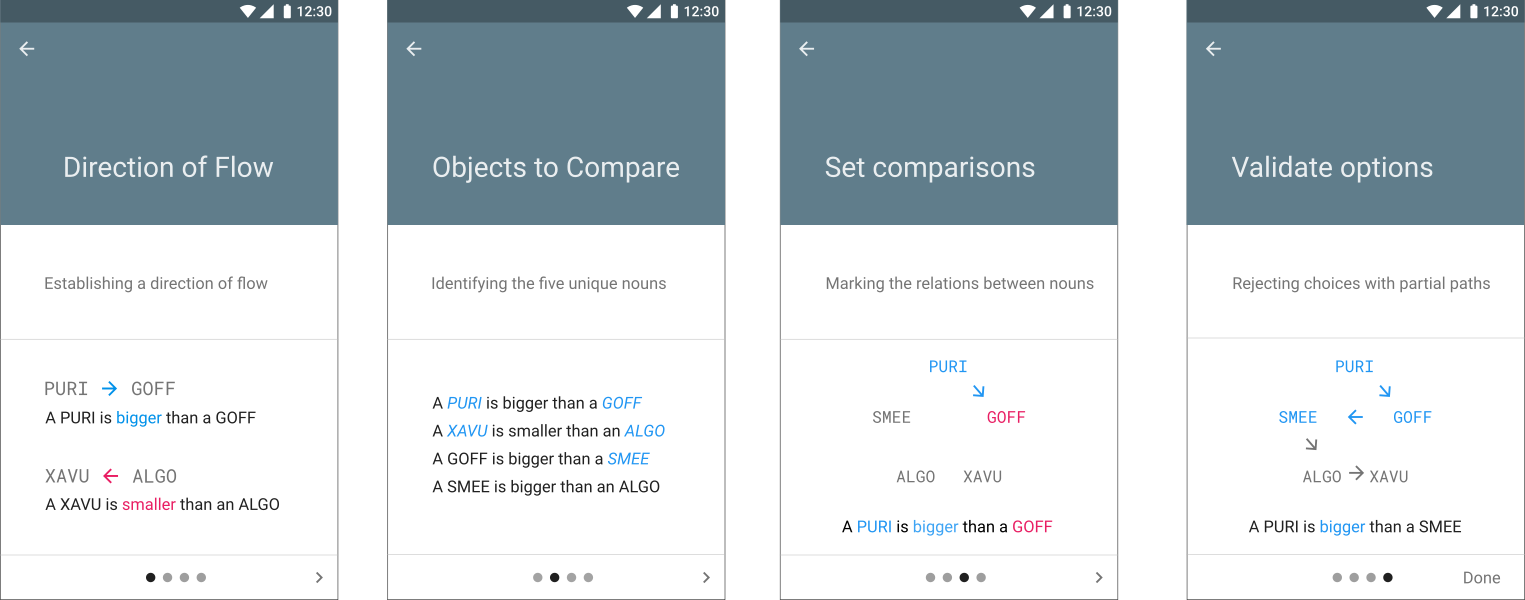 12:30
Direction of Flow
Establishing a direction of flow
PURI → GOFF
A PURI is bigger than a GOFF
XAVU ← ALGO
A XAVU is smaller than an ALGO
12:30
Objects to Compare
Identifying the five unique nouns
A PURI is bigger than a GOFF
A XAVU is smaller than an ALGO
A GOFF is bigger than a SMEE
A SMEE is bigger than an ALGO
12:30
Set comparisons
Marking the relations between nouns
PURI
SMEE GOFF
ALGO XAVU
A PURI is bigger than a GOFF
12:30
Validate options
Rejecting choices with partial paths
PURI
SMEE ← GOFF
ALGO → XAVU
A PURI is bigger than a SMEE
Done